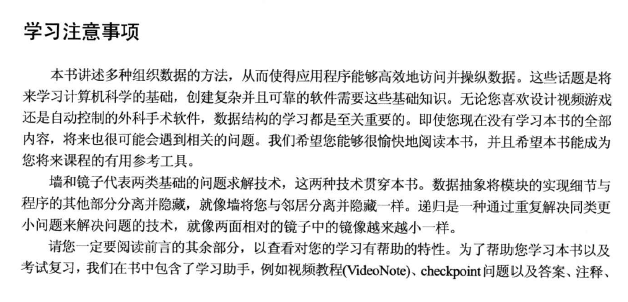 学习注意事项
本书讲述多种组织数据的方法，从而使得应用程序能够高效地访问并操纵数据。这些话题是将
来学习计算机科学的基础，创建复杂并且可靠的软件需要这些基础知识。无论您喜欢设计视频游戏
还是自动控制的外科手术软件，数据结构的学习都是至关重要的。即使您现在没有学习本书的全部
内容，将来也很可能会遇到相关的问题。我们希望您能够很愉快地阅读本书，并且希望本书能成为
您将来课程的有用参考工具。
墙和镜子代表两类基础的问题求解技术，这两种技术贯穿本书。数据抽象将模块的实现细节与
程序的其他部分分离并隐藏，就像墙将您与邻居分离并隐藏一样。递归是一种通过重复解决同类更
小问题来解决问题的技术，就像两面相对的镜子中的镜像越来越小一样。
请您一定要阅读前言的其余部分，以查看对您的学习有帮助的特性。为了帮助您学习本书以及
考试复习，我们在书中包含了学习助手，例如视频教程(VideoNote)、checkpoint问题以及答案、注释、